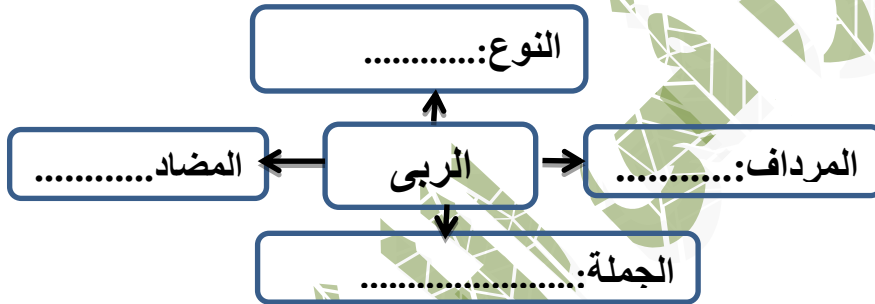 النوع:.............
المرداف:...........
الربى
المضاد............
الجملة:......................